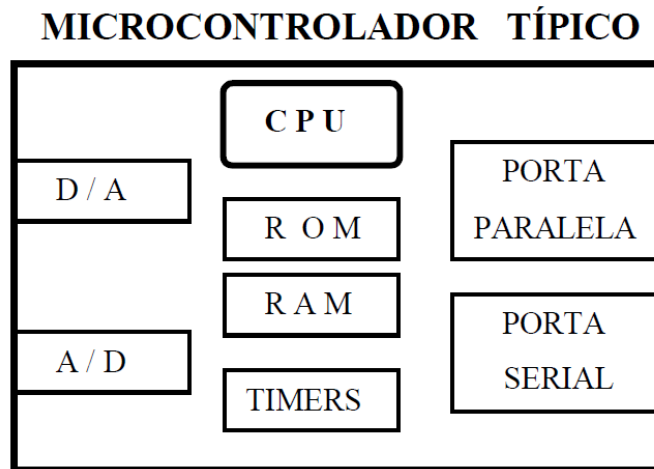 MICROCONTROLADOR TÍPICO
C P U
D / A
R O M
R A M
A / D
TIMERS
PORTA
PARALELA
PORTA
SERIAL